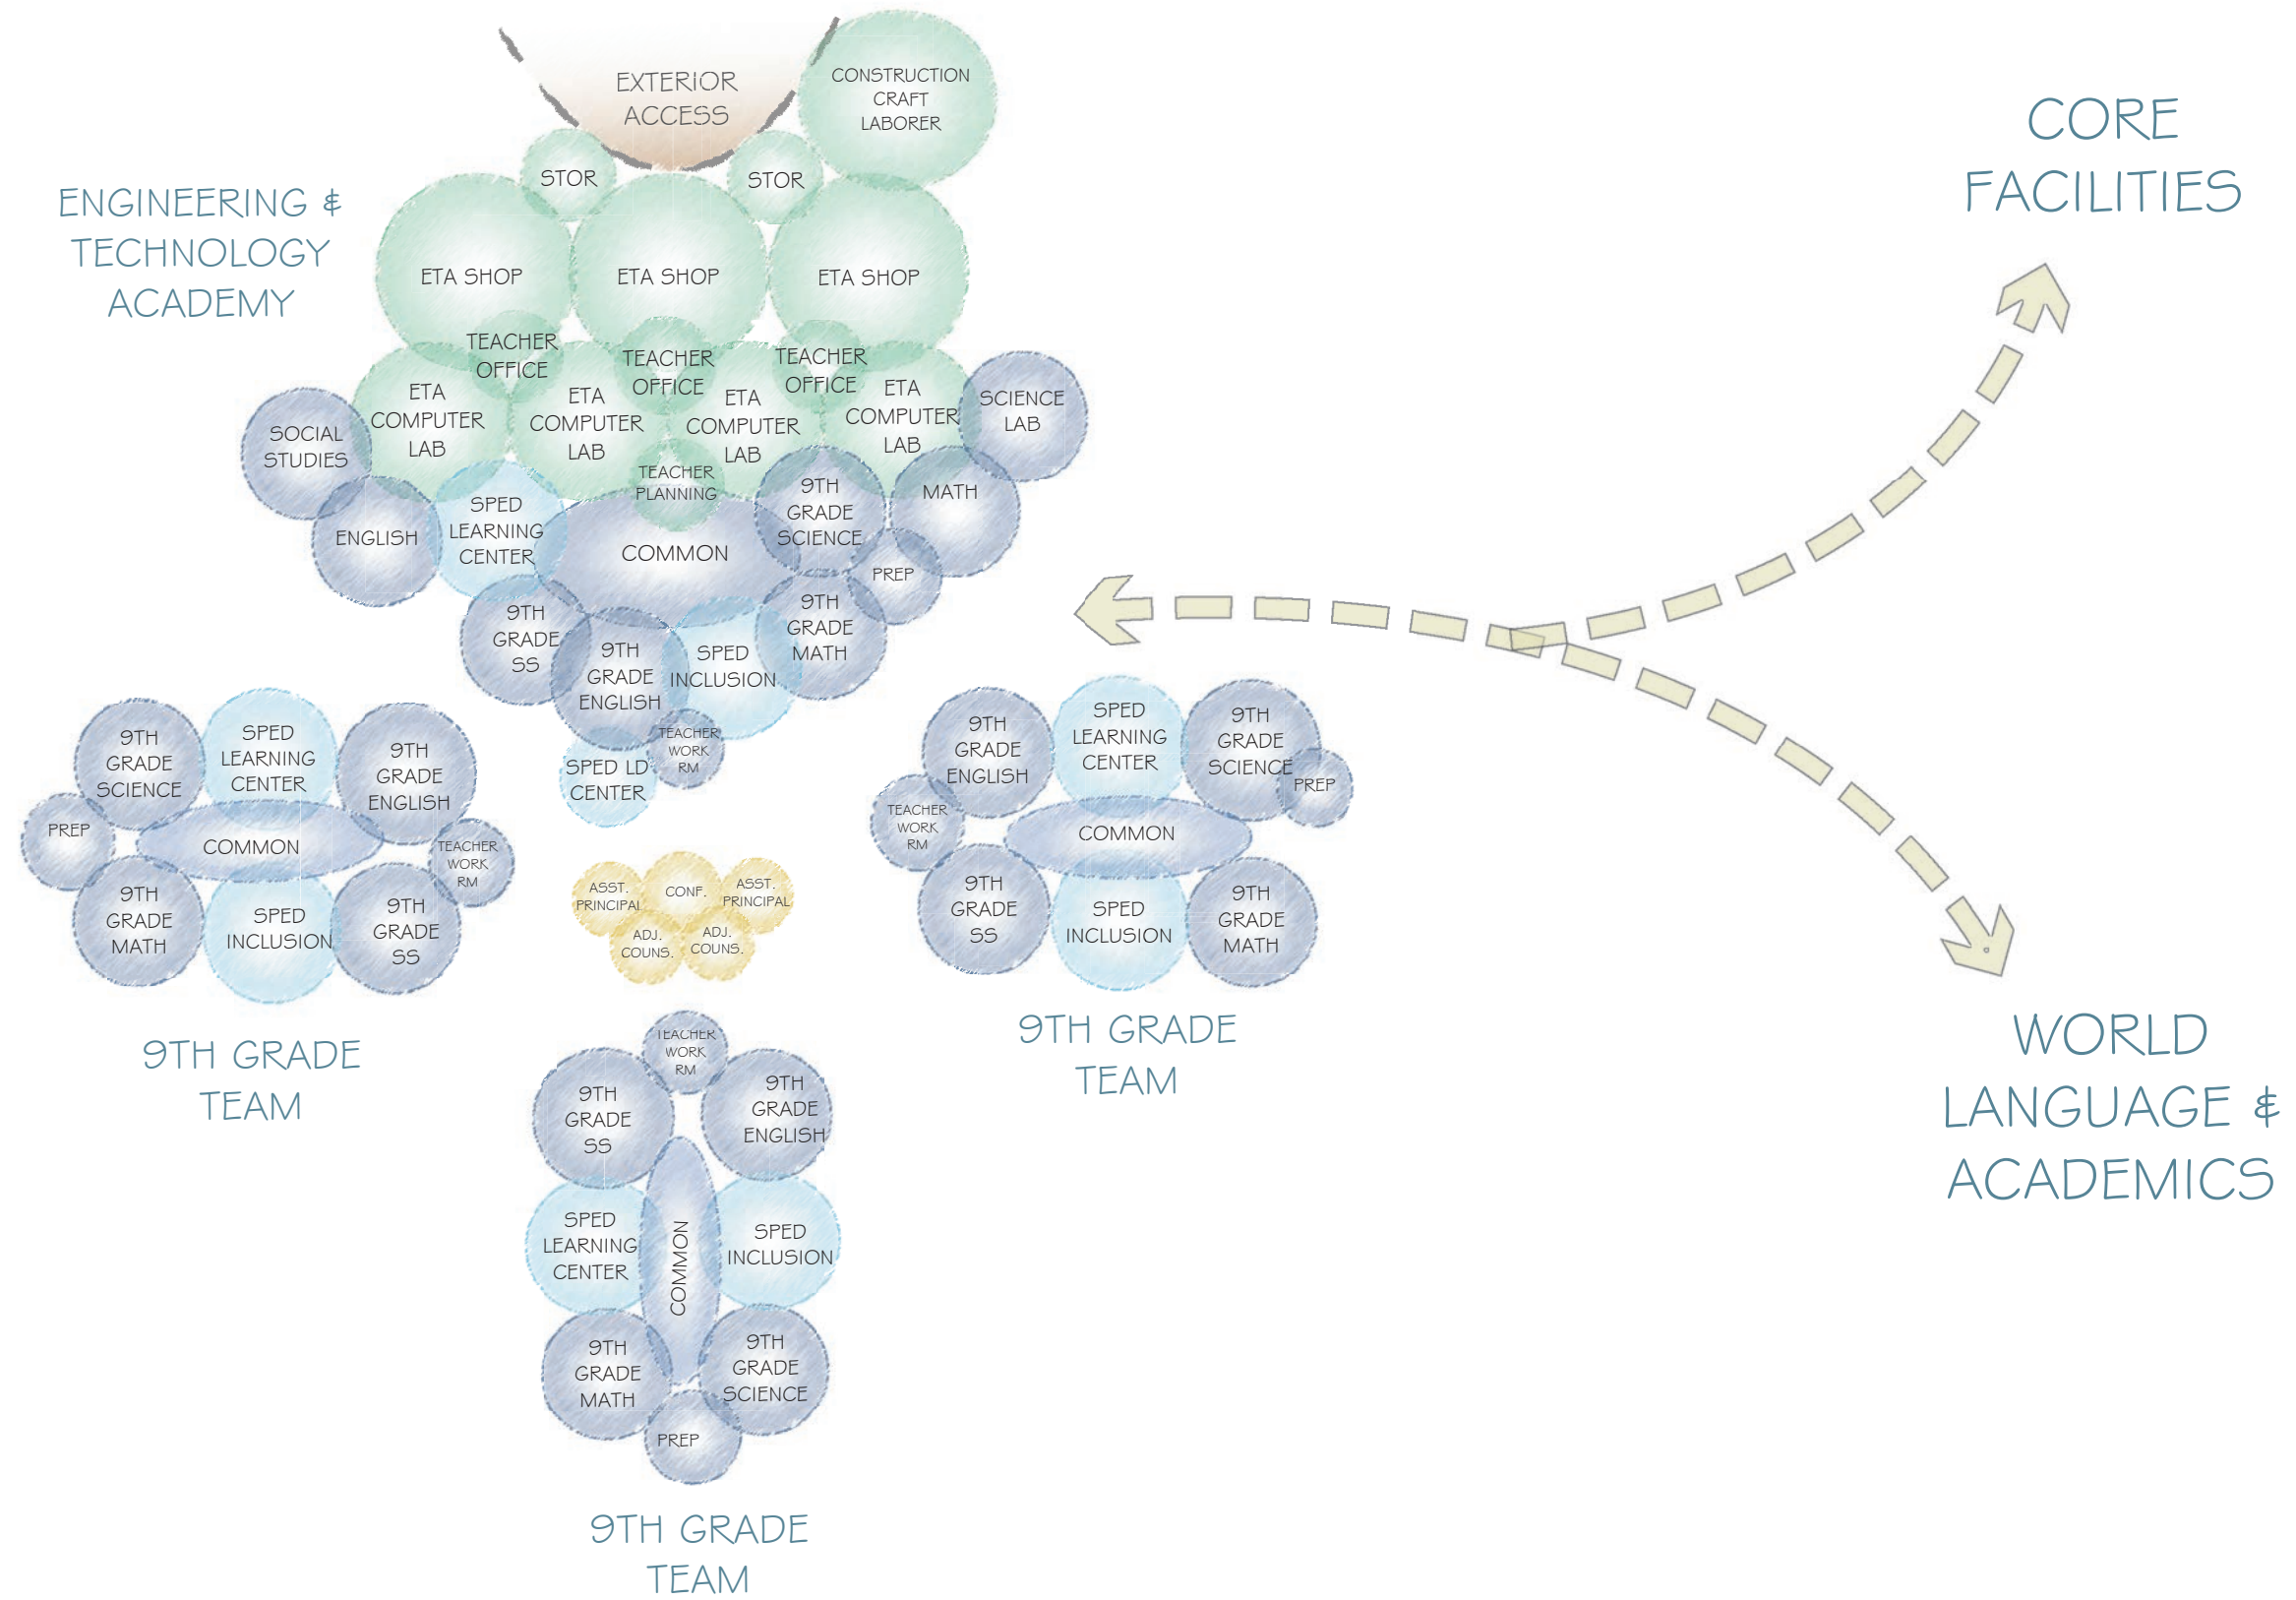 EXTERIOR
ACCESS
CONSTRUCTION
CRAFT
LABORER
CORE
FACILITIES
ENGINEERING &
TECHNOLOGY
ACADEMY
STOR
STOR
ETA SHOP
ETA SHOP
ETA SHOP
TEACHER
OFFICE
TEACHER
OFFICE
TEACHER
OFFICE
ETA
COMPUTER
LAB
ETA
COMPUTER
LAB
ETA
COMPUTER
LAB
ETA
COMPUTER
LAB
SCIENCE
LAB
SOCIAL
STUDIES
ENGLISH
SPED
LEARNING
CENTER
TEACHER
PLANNING
COMMON
9TH
GRADE
SCIENCE
MATH
PREP
9TH
GRADE
SS
9TH
GRADE
ENGLISH
SPED
INCLUSION
9TH
GRADE
MATH
TEACHER
WORK
RM
SPED LD
CENTER
9TH
GRADE
SCIENCE
SPED
LEARNING
CENTER
9TH
GRADE
ENGLISH
PREP
COMMON
TEACHER
WORK
RM
9TH
GRADE
MATH
SPED
INCLUSION
9TH
GRADE
SS
9TH GRADE
TEAM
ASST.
PRINCIPAL
CONF.
ASST.
PRINCIPAL
ADJ.
COUNS.
ADJ.
COUNS.
9TH
GRADE
ENGLISH
SPED
LEARNING
CENTER
9TH
GRADE
SCIENCE
PREP
TEACHER
WORK
RM
COMMON
9TH
GRADE
SS
SPED
INCLUSION
9TH
GRADE
MATH
9TH GRADE
TEAM
WORLD
LANGUAGE &
ACADEMICS
TEACHER
WORK
RM
9TH
GRADE
SS
9TH
GRADE
ENGLISH
SPED
LEARNING
CENTER
COMMON
SPED
INCLUSION
9TH
GRADE
MATH
9TH
GRADE
SCIENCE
PREP
9TH GRADE
TEAM